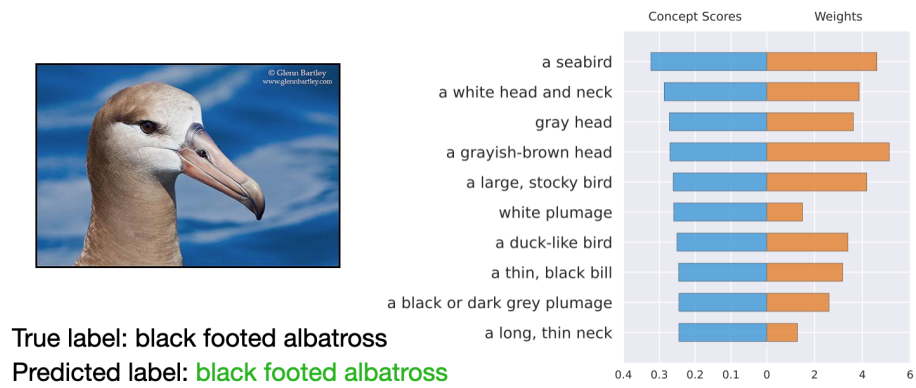 Concept Scores
Weights
© Glenn Bartley
www.glennbartley.com
a seabird
a white head and neck
gray head
a grayish-brown head
a large, stocky bird
white plumage
a duck-like bird
a thin, black bill
a black or dark grey plumage
a long, thin neck
True label: black footed albatross
Predicted label: black footed albatross
0.4 0.3 0.2 0.1 0 2 4 6